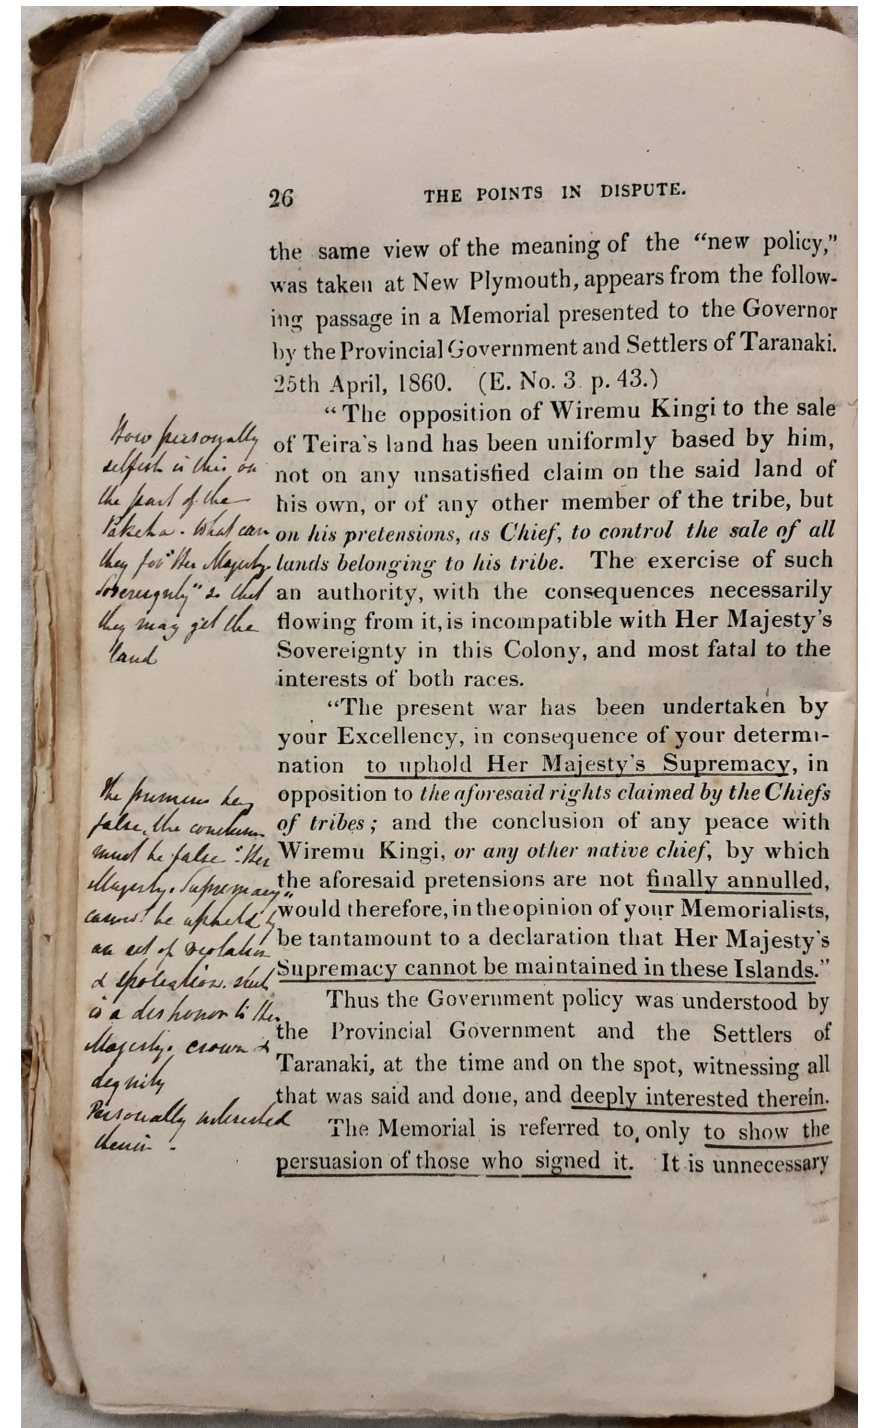 26 THE POINTS IN DISPUTE.
the same view of the meaning of the “new policy,”
was taken at New Plymouth, appears from the follow-
ing passage in a Memorial presented to the Governor
by the Provincial Government and Settlers of Taranaki.
25th April, 1860. (E. No. 3 p. 43.)
“The opposition of Wiremu Kingi to the sale
of Teira's land has been uniformly based by him,
not on any unsatisfied claim on the said land of
his own, or of any other member of the tribe, but
on his pretensions, as Chief, to control the sale of all
lands belonging to his tribe. The exercise of such
an authority, with the consequences necessarily
flowing from it, is incompatible with Her Majesty's
Sovereignty in this Colony, and most fatal to the
interests of both races.
“The present war has been undertaken by
your Excellency, in consequence of your determi-
nation to uphold Her Majesty's Supremacy, in
opposition to the aforesaid rights claimed by the Chiefs
of tribes; and the conclusion of any peace with
Wiremu Kingi, or any other native chief, by which
the aforesaid pretensions are not finally annulled,
would therefore, in the opinion of your Memorialists,
be tantamount to a declaration that Her Majesty's
Supremacy cannot be maintained in these Islands.”
Thus the Government policy was understood by
the Provincial Government and the Settlers of
Taranaki, at the time and on the spot, witnessing all
that was said and done, and deeply interested therein.
The Memorial is referred to, only to show the
persuasion of those who signed it. It is unnecessary
How personally
selfish is this on
the part of the
Pakeha. What care
they for "Her Majesty's
Sovereignty" so that
they may get the
land
The premiss being
false, the conclusion
must be false. "Her
Majesty's Supremacy"
cannot be upheld by
an act of
& spoliation. such
is a dishonor to Her
Majesty's crown &
dignity
Personally interested
therein.